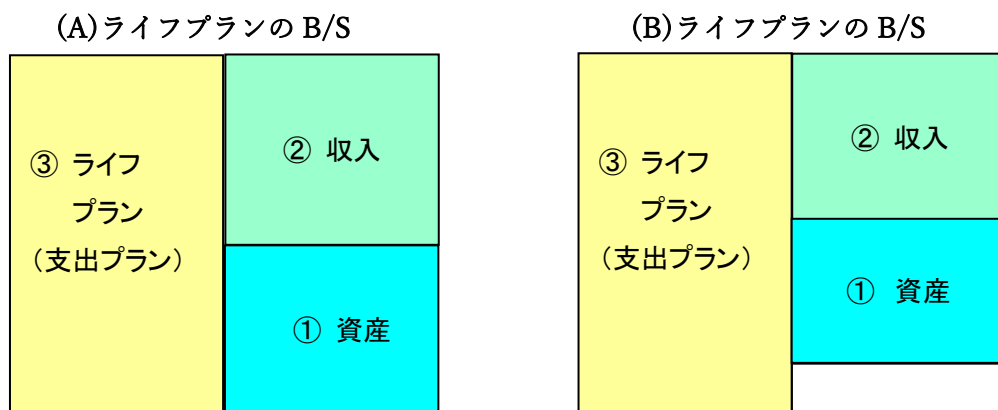 (A)ライフプランの B/S
② 収入
③ ライフ
プラン
（支出プラン）
① 資産
(B)ライフプランの B/S
② 収入
③ ライフ
プラン
（支出プラン）
① 資産